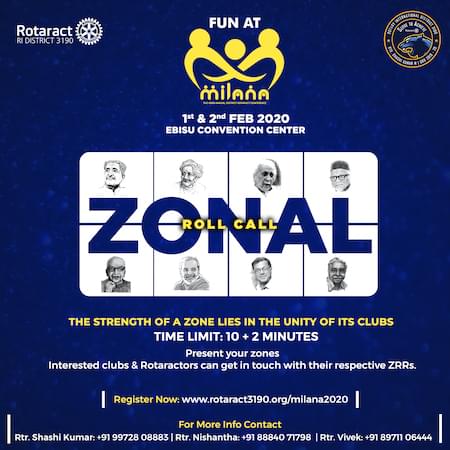 Rotaract
RI DISTRICT 3190
FUN AT
MILANA
1st & 2nd FEB 2020
EBISU CONVENTION CENTER
ZONAL
ROLL CALL
THE STRENGTH OF A ZONE LIES IN THE UNITY OF ITS CLUBS
TIME LIMIT: 10 + 2 MINUTES
Present your zones
Interested clubs & Rotaractors can get in touch with their respective ZRRs.
Register Now: www.rotaract3190.org/milana2020
For More Info Contact
Rtr. Shashi Kumar: +91 99728 08883 | Rtr. Nishantha: +91 88840 71798 | Rtr. Vivek: +91 89711 06444